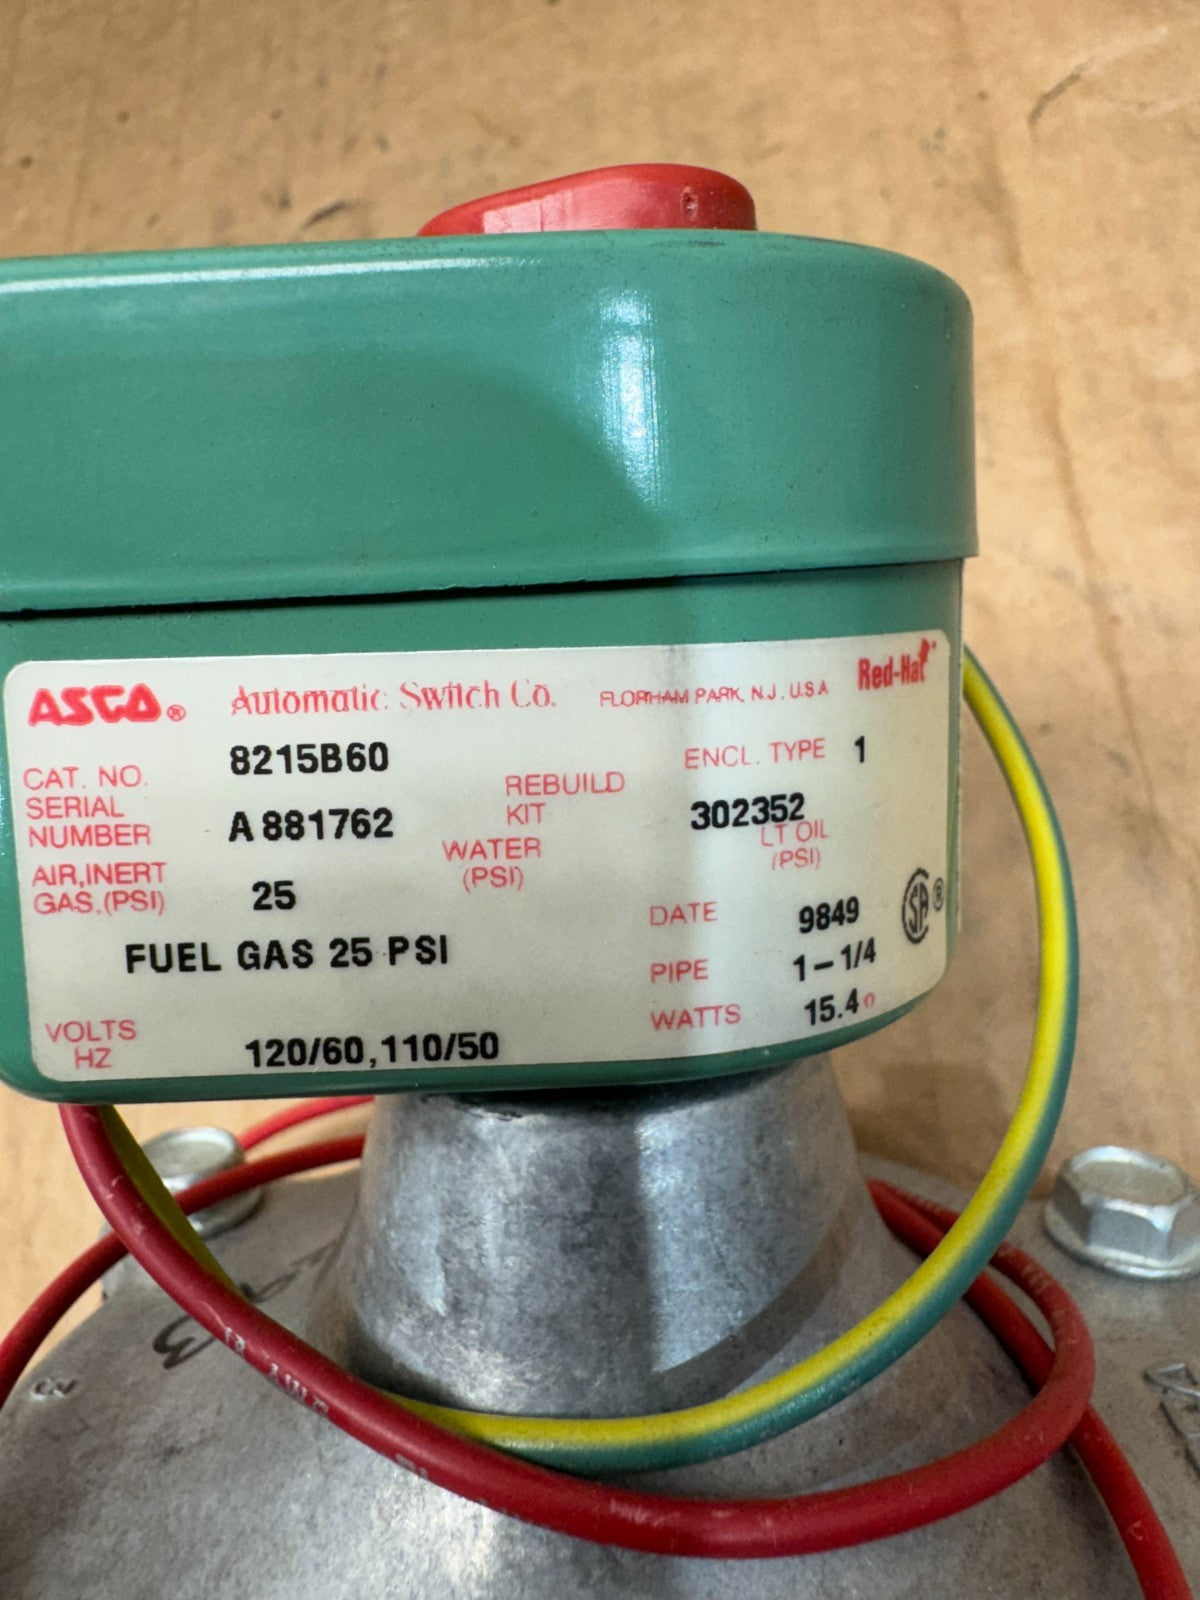 ASCO® Automatic Switch Co. FLORHAM PARK, N.J., U.S.A Red-Hat
CAT. NO. 8215B60 ENCL. TYPE 1
SERIAL NUMBER A 881762 REBUILD KIT 302352
AIR,INERT GAS,(PSI) 25 WATER (PSI) LT OIL (PSI)
FUEL GAS 25 PSI
DATE 9849
SA®
PIPE 1-1/4
VOLTS HZ 120/60,110/50 WATTS 15.4